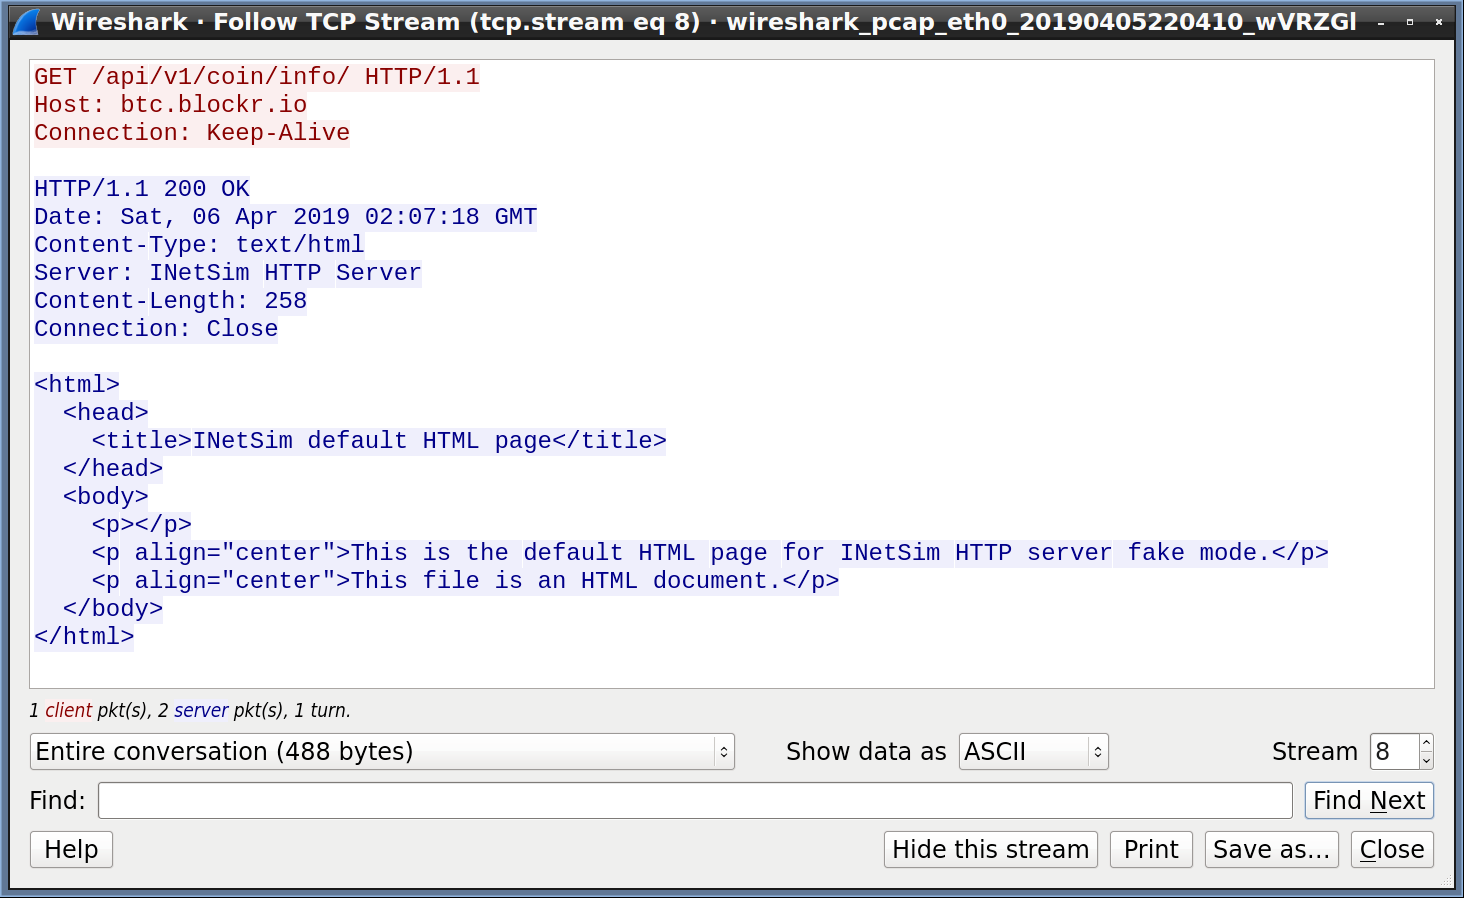 Wireshark · Follow TCP Stream (tcp.stream eq 8) · wireshark_pcap_eth0_20190405220410_wVRZGl
GET /api/v1/coin/info/ HTTP/1.1
Host: btc.blockr.io
Connection: Keep-Alive
HTTP/1.1 200 OK
Date: Sat, 06 Apr 2019 02:07:18 GMT
Content-Type: text/html
Server: INetSim HTTP Server
Content-Length: 258
Connection: Close
<html>
  <head>
    <title>INetSim default HTML page</title>
  </head>
  <body>
    <p></p>
    <p align="center">This is the default HTML page for INetSim HTTP server fake mode.</p>
    <p align="center">This file is an HTML document.</p>
  </body>
</html>
1 client pkt(s), 2 server pkt(s), 1 turn.
Entire conversation (488 bytes) Show data as ASCII Stream 8
Find: Find Next
Help Hide this stream Print Save as... Close